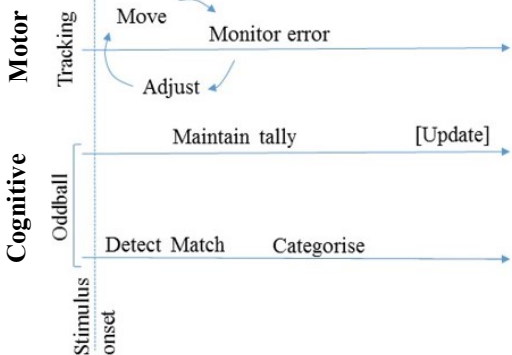 Motor
Tracking
Move
Monitor error
Adjust
Cognitive
Oddball
Maintain tally
[Update]
Detect Match Categorise
Stimulus
onset